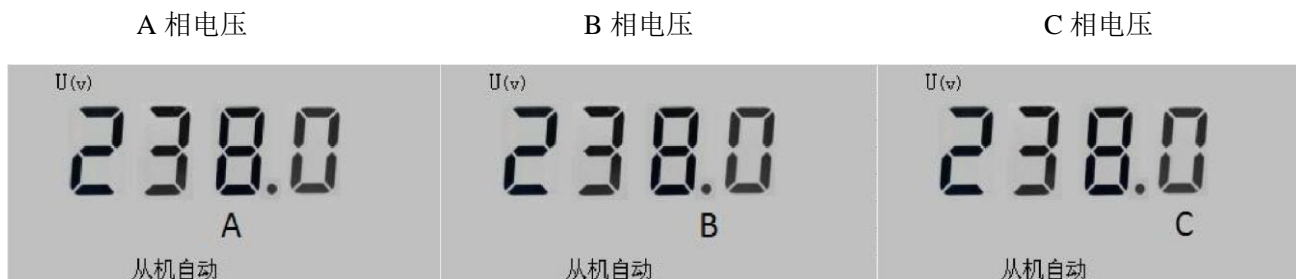 A 相电压 B 相电压 C 相电压
U(v) U(v) U(v)
238.0 238.0 238.0
A B C
从机自动 从机自动 从机自动